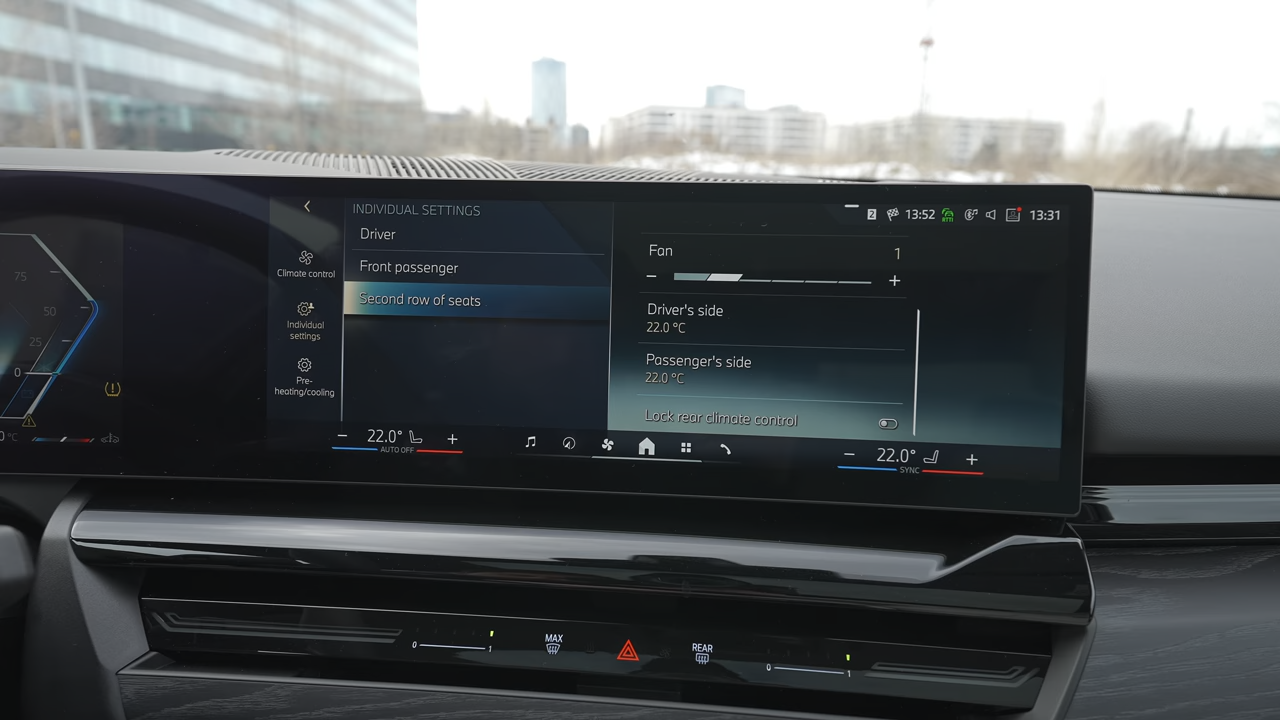 75
50
25
0
0 °C
Climate control
Individual
settings
Pre-
heating/cooling
INDIVIDUAL SETTINGS
Driver
Front passenger
Second row of seats
2
13:52
13:31
Fan
1
− +
Driver's side
22.0 °C
Passenger's side
22.0 °C
Lock rear climate control
− 22.0° +
AUTO OFF
− 22.0° +
SYNC
0 1
MAX
REAR
0 1